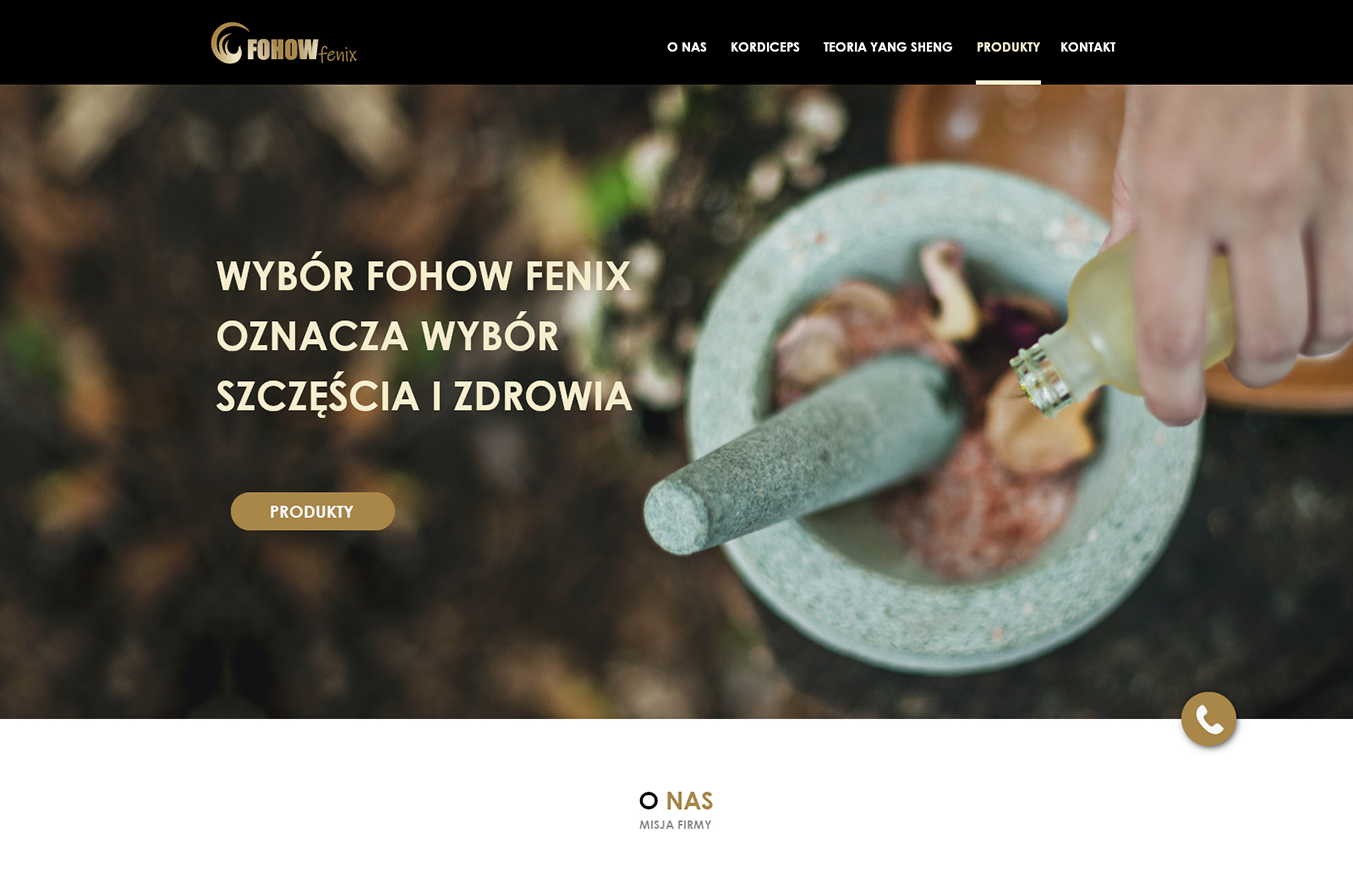 FOHOW fenix
O NAS KORDICEPS TEORIA YANG SHENG PRODUKTY KONTAKT
WYBÓR FOHOW FENIX
OZNACZA WYBÓR
SZCZĘŚCIA I ZDROWIA
PRODUKTY
O NAS
MISJA FIRMY